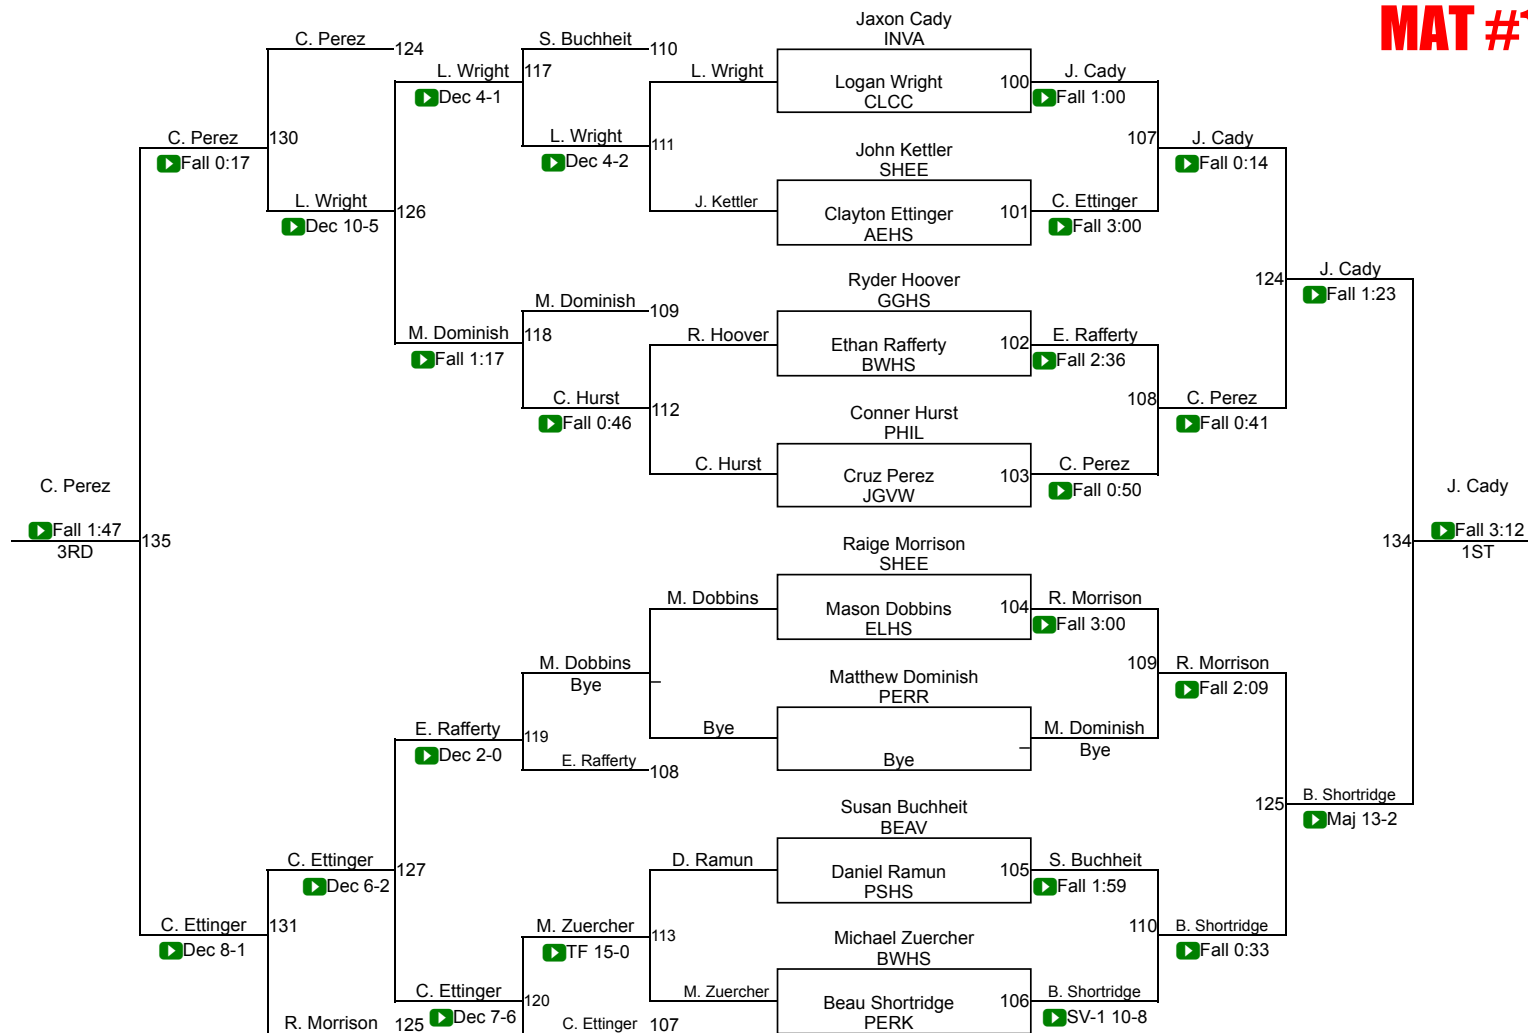 MAT #1
Jaxon Cady
INVA
C. Perez
124
S. Buchheit
110
L. Wright
117
L. Wright
Logan Wright
100
J. Cady
Dec 4-1
CLCC
Fall 1:00
C. Perez
130
L. Wright
111
107
J. Cady
Fall 0:17
Dec 4-2
John Kettler
Fall 0:14
SHEE
L. Wright
126
J. Kettler
Clayton Ettinger
101
C. Ettinger
Dec 10-5
AEHS
Fall 3:00
Ryder Hoover
124
J. Cady
GGHS
Fall 1:23
M. Dominish
109
M. Dominish
118
R. Hoover
Ethan Rafferty
102
E. Rafferty
Fall 1:17
BWHS
Fall 2:36
C. Hurst
112
108
C. Perez
Fall 0:46
Conner Hurst
Fall 0:41
PHIL
C. Hurst
Cruz Perez
103
C. Perez
JGVW
Fall 0:50
C. Perez
J. Cady
Fall 1:47
135
134
Fall 3:12
3RD
1ST
Raige Morrison
SHEE
M. Dobbins
Mason Dobbins
104
R. Morrison
ELHS
Fall 3:00
M. Dobbins
109
R. Morrison
Bye
Matthew Dominish
Fall 2:09
PERR
E. Rafferty
119
Bye
M. Dominish
Dec 2-0
Bye
Bye
E. Rafferty
108
Susan Buchheit
125
B. Shortridge
BEAV
Maj 13-2
C. Ettinger
127
D. Ramun
Daniel Ramun
105
S. Buchheit
Dec 6-2
PSHS
Fall 1:59
C. Ettinger
131
M. Zuercher
113
110
B. Shortridge
Dec 8-1
TF 15-0
Michael Zuercher
Fall 0:33
BWHS
C. Ettinger
120
M. Zuercher
Beau Shortridge
106
B. Shortridge
Dec 7-6
PERK
SV-1 10-8
R. Morrison
125
C. Ettinger
107